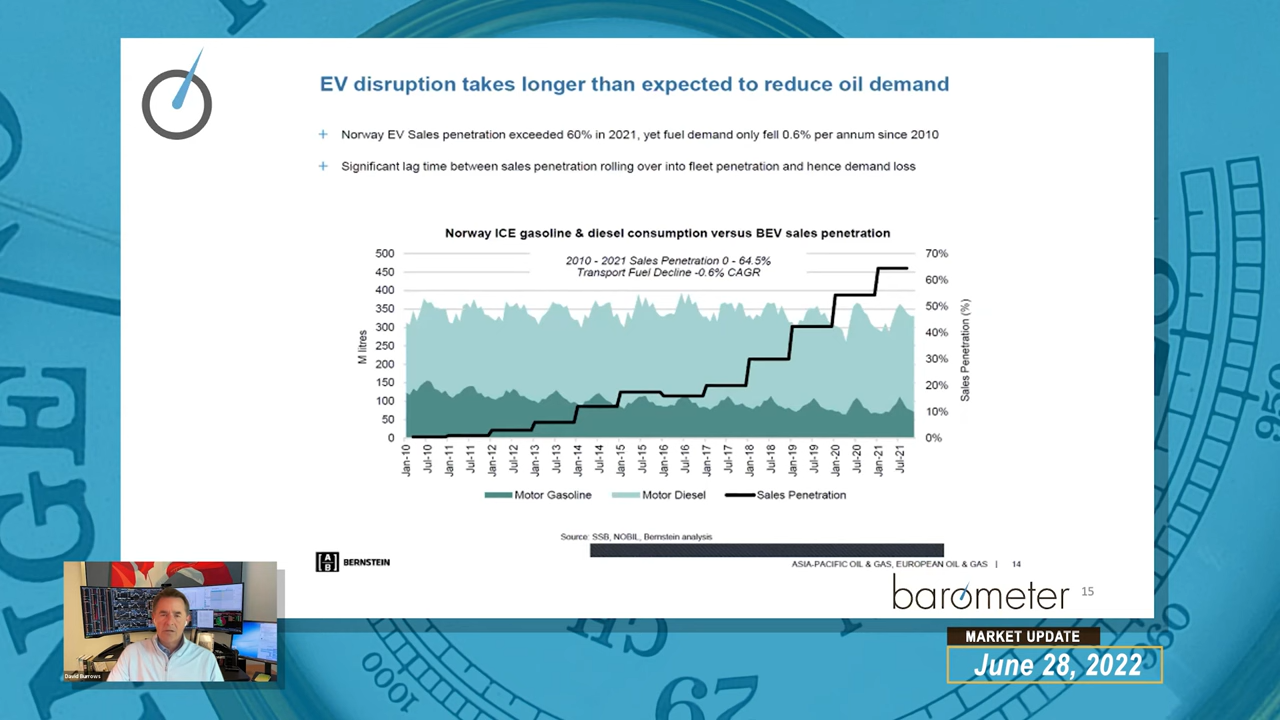 EV disruption takes longer than expected to reduce oil demand
+ Norway EV Sales penetration exceeded 60% in 2021, yet fuel demand only fell 0.6% per annum since 2010
+ Significant lag time between sales penetration rolling over into fleet penetration and hence demand loss
Norway ICE gasoline & diesel consumption versus BEV sales penetration
2010 - 2021 Sales Penetration 0 - 64.5%
Transport Fuel Decline -0.6% CAGR
M litres
500
450
400
350
300
250
200
150
100
50
0
70%
60%
50%
40%
30%
20%
10%
0%
Sales Penetration (%)
Jan-10
Jul-10
Jan-11
Jul-11
Jan-12
Jul-12
Jan-13
Jul-13
Jan-14
Jul-14
Jan-15
Jul-15
Jan-16
Jul-16
Jan-17
Jul-17
Jan-18
Jul-18
Jan-19
Jul-19
Jan-20
Jul-20
Jan-21
Jul-21
Motor Gasoline
Motor Diesel
Sales Penetration
Source: SSB, NOBIL, Bernstein analysis
[A B] BERNSTEIN
ASIA-PACIFIC OIL & GAS, EUROPEAN OIL & GAS | 14
barometer 15
David Burrows
MARKET UPDATE
June 28, 2022
NGE/
CH
67
1000
960
950